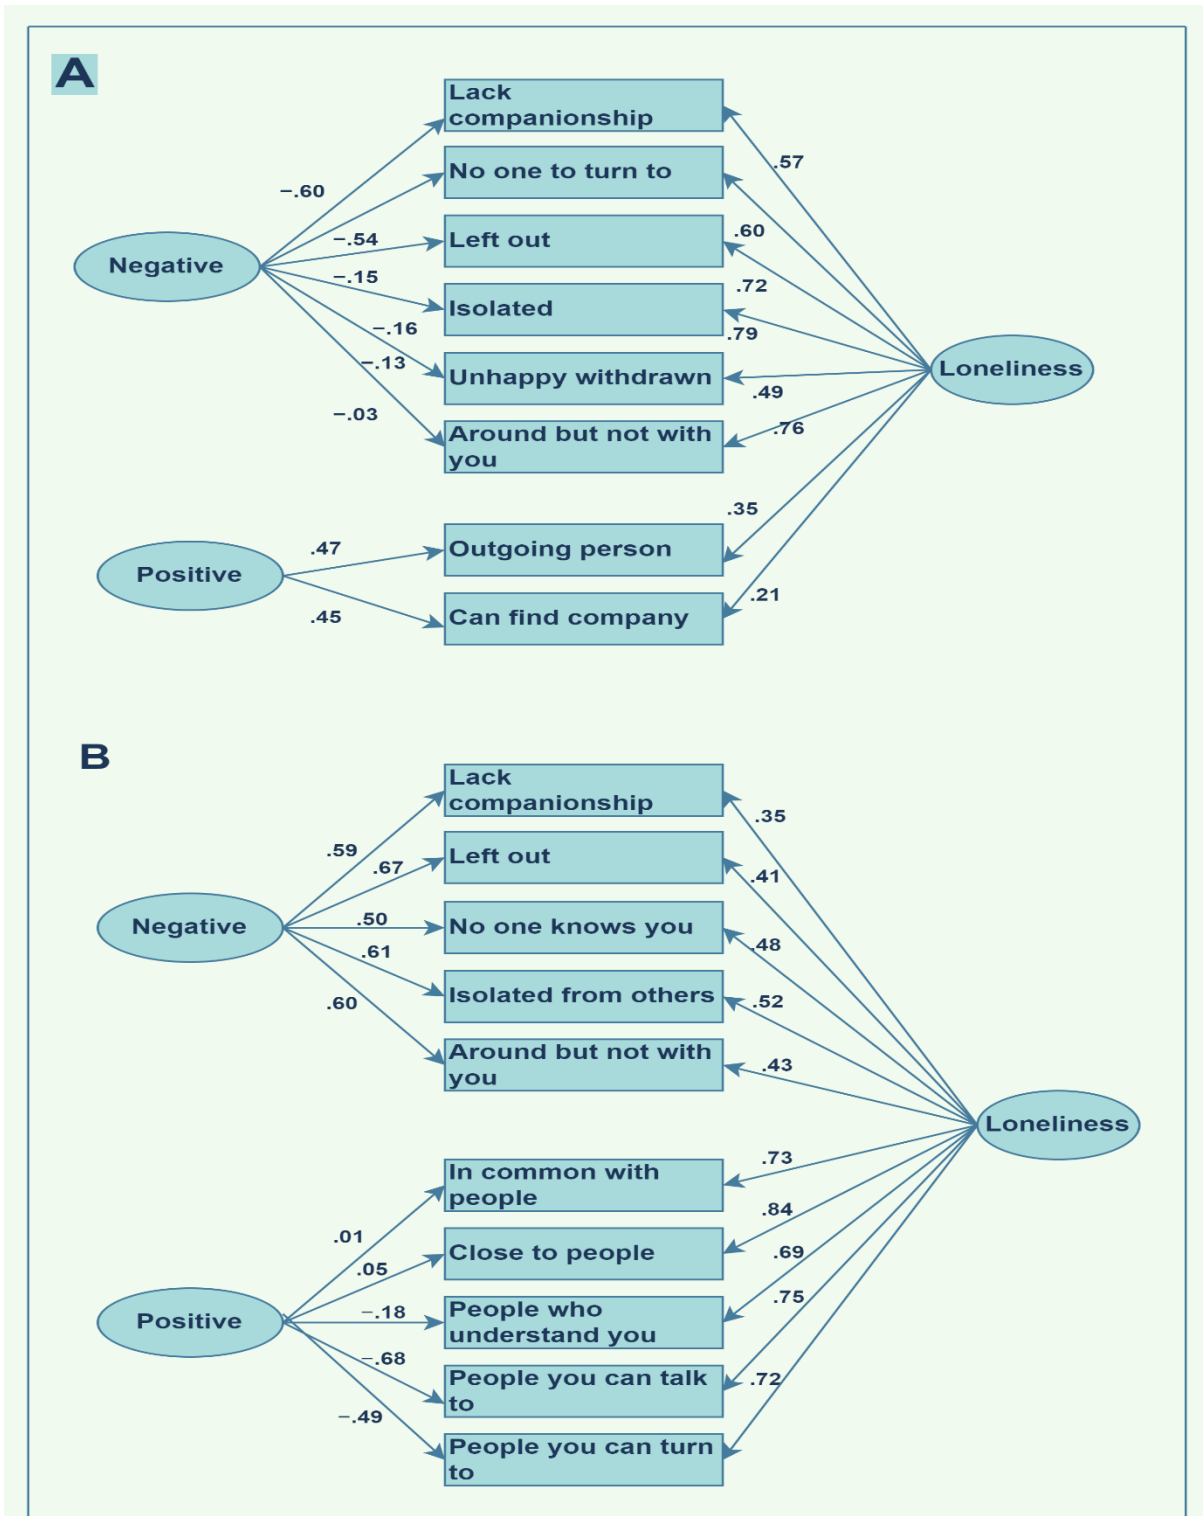 A
Lack
companionship
.57
No one to turn to
−.60
.60
Left out
−.54
Negative
−.15
.72
Isolated
−.16
.79
−.13
Unhappy withdrawn
Loneliness
.49
−.03
.76
Around but not with
you
.35
.47
Outgoing person
Positive
.45
Can find company
.21
B
Lack
companionship
.35
.59
Left out
.67
.41
Negative
.50
No one knows you
.48
.61
Isolated from others
.52
.60
Around but not with
you
.43
Loneliness
In common with
people
.73
.01
.84
.05
Close to people
.69
Positive
−.18
People who
understand you
.75
−.68
People you can talk
to
.72
−.49
People you can turn
to